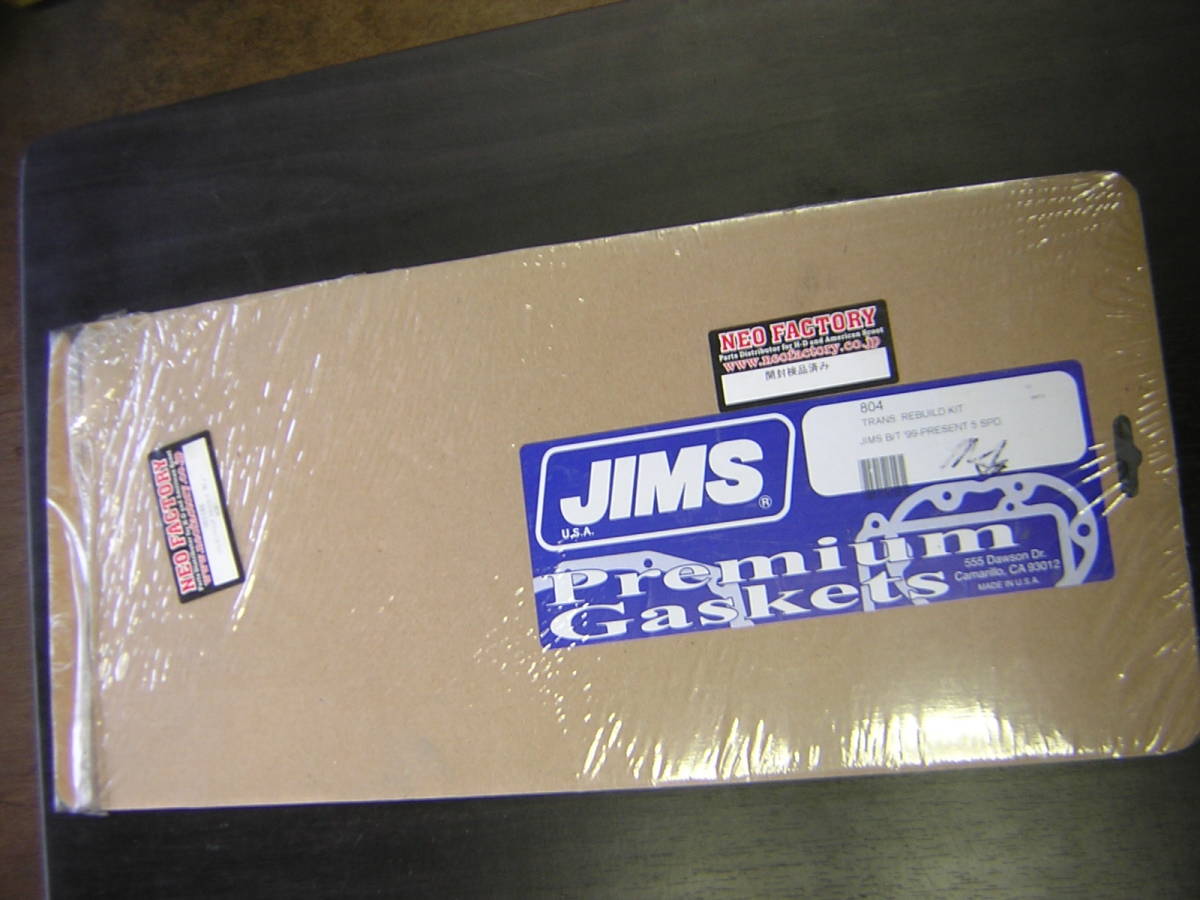 NEO FACTORY
Parts Distributor for H-D and American Scoot
www.neofactory.co.jp
開封検品済み
804
TRANS. REBUILD KIT
JIMS B/T '99-PRESENT 5 SPD.
JIMS®
U.S.A.
Premium
Gaskets
555 Dawson Dr.
Camarillo, CA 93012
MADE IN U.S.A.
NEO FACTORY